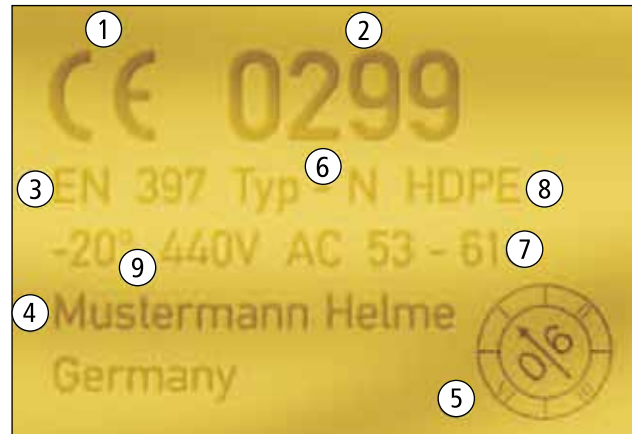 1 2
CE 0299
6
3 EN 397 Typ - N HDPE 8
-20° 440V AC 53 - 61 7
9
4 Mustermann Helme
06
Germany
5